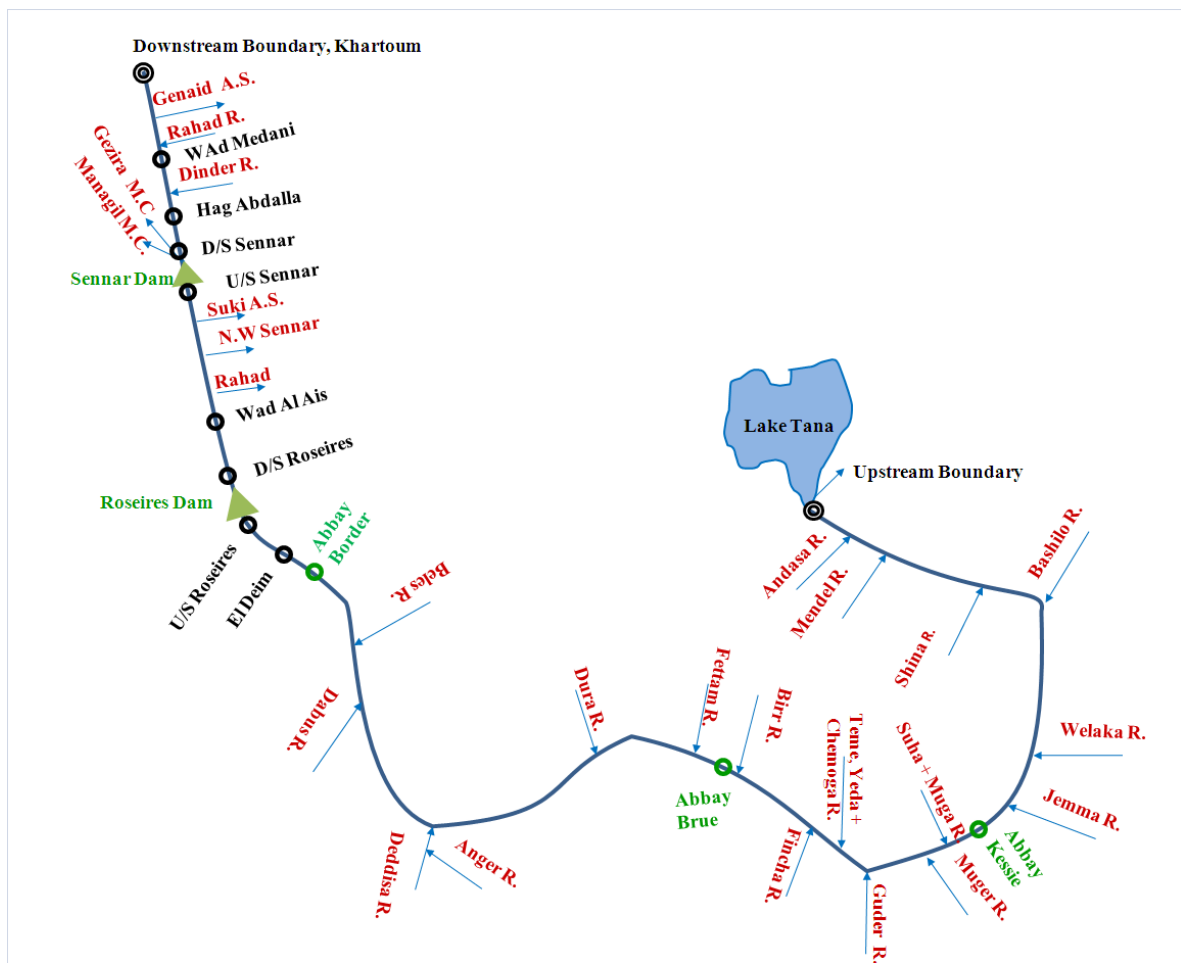 Downstream Boundary, Khartoum
Genaid A.S.
Rahad R.
WAd Medani
Gezira M.C
Managil M.C.
Dinder R.
Hag Abdalla
D/S Sennar
Sennar Dam
U/S Sennar
Suki A.S.
N.W Sennar
Rahad
Wad Al Ais
D/S Roseires
Roseires Dam
U/S Roseires
El Deim
Abbay
Border
Beles R.
Dabus R.
Deddisa R.
Anger R.
Dura R.
Fettam R.
Birr R.
Abbay
Brue
Fincha R.
Teme, Yeda +
Chemoga R.
Guder R.
Suha + Muga R.
Muger R.
Abbay
Kessie
Jemma R.
Welaka R.
Bashilo R.
Shina R.
Mendel R.
Andasa R.
Upstream Boundary
Lake Tana